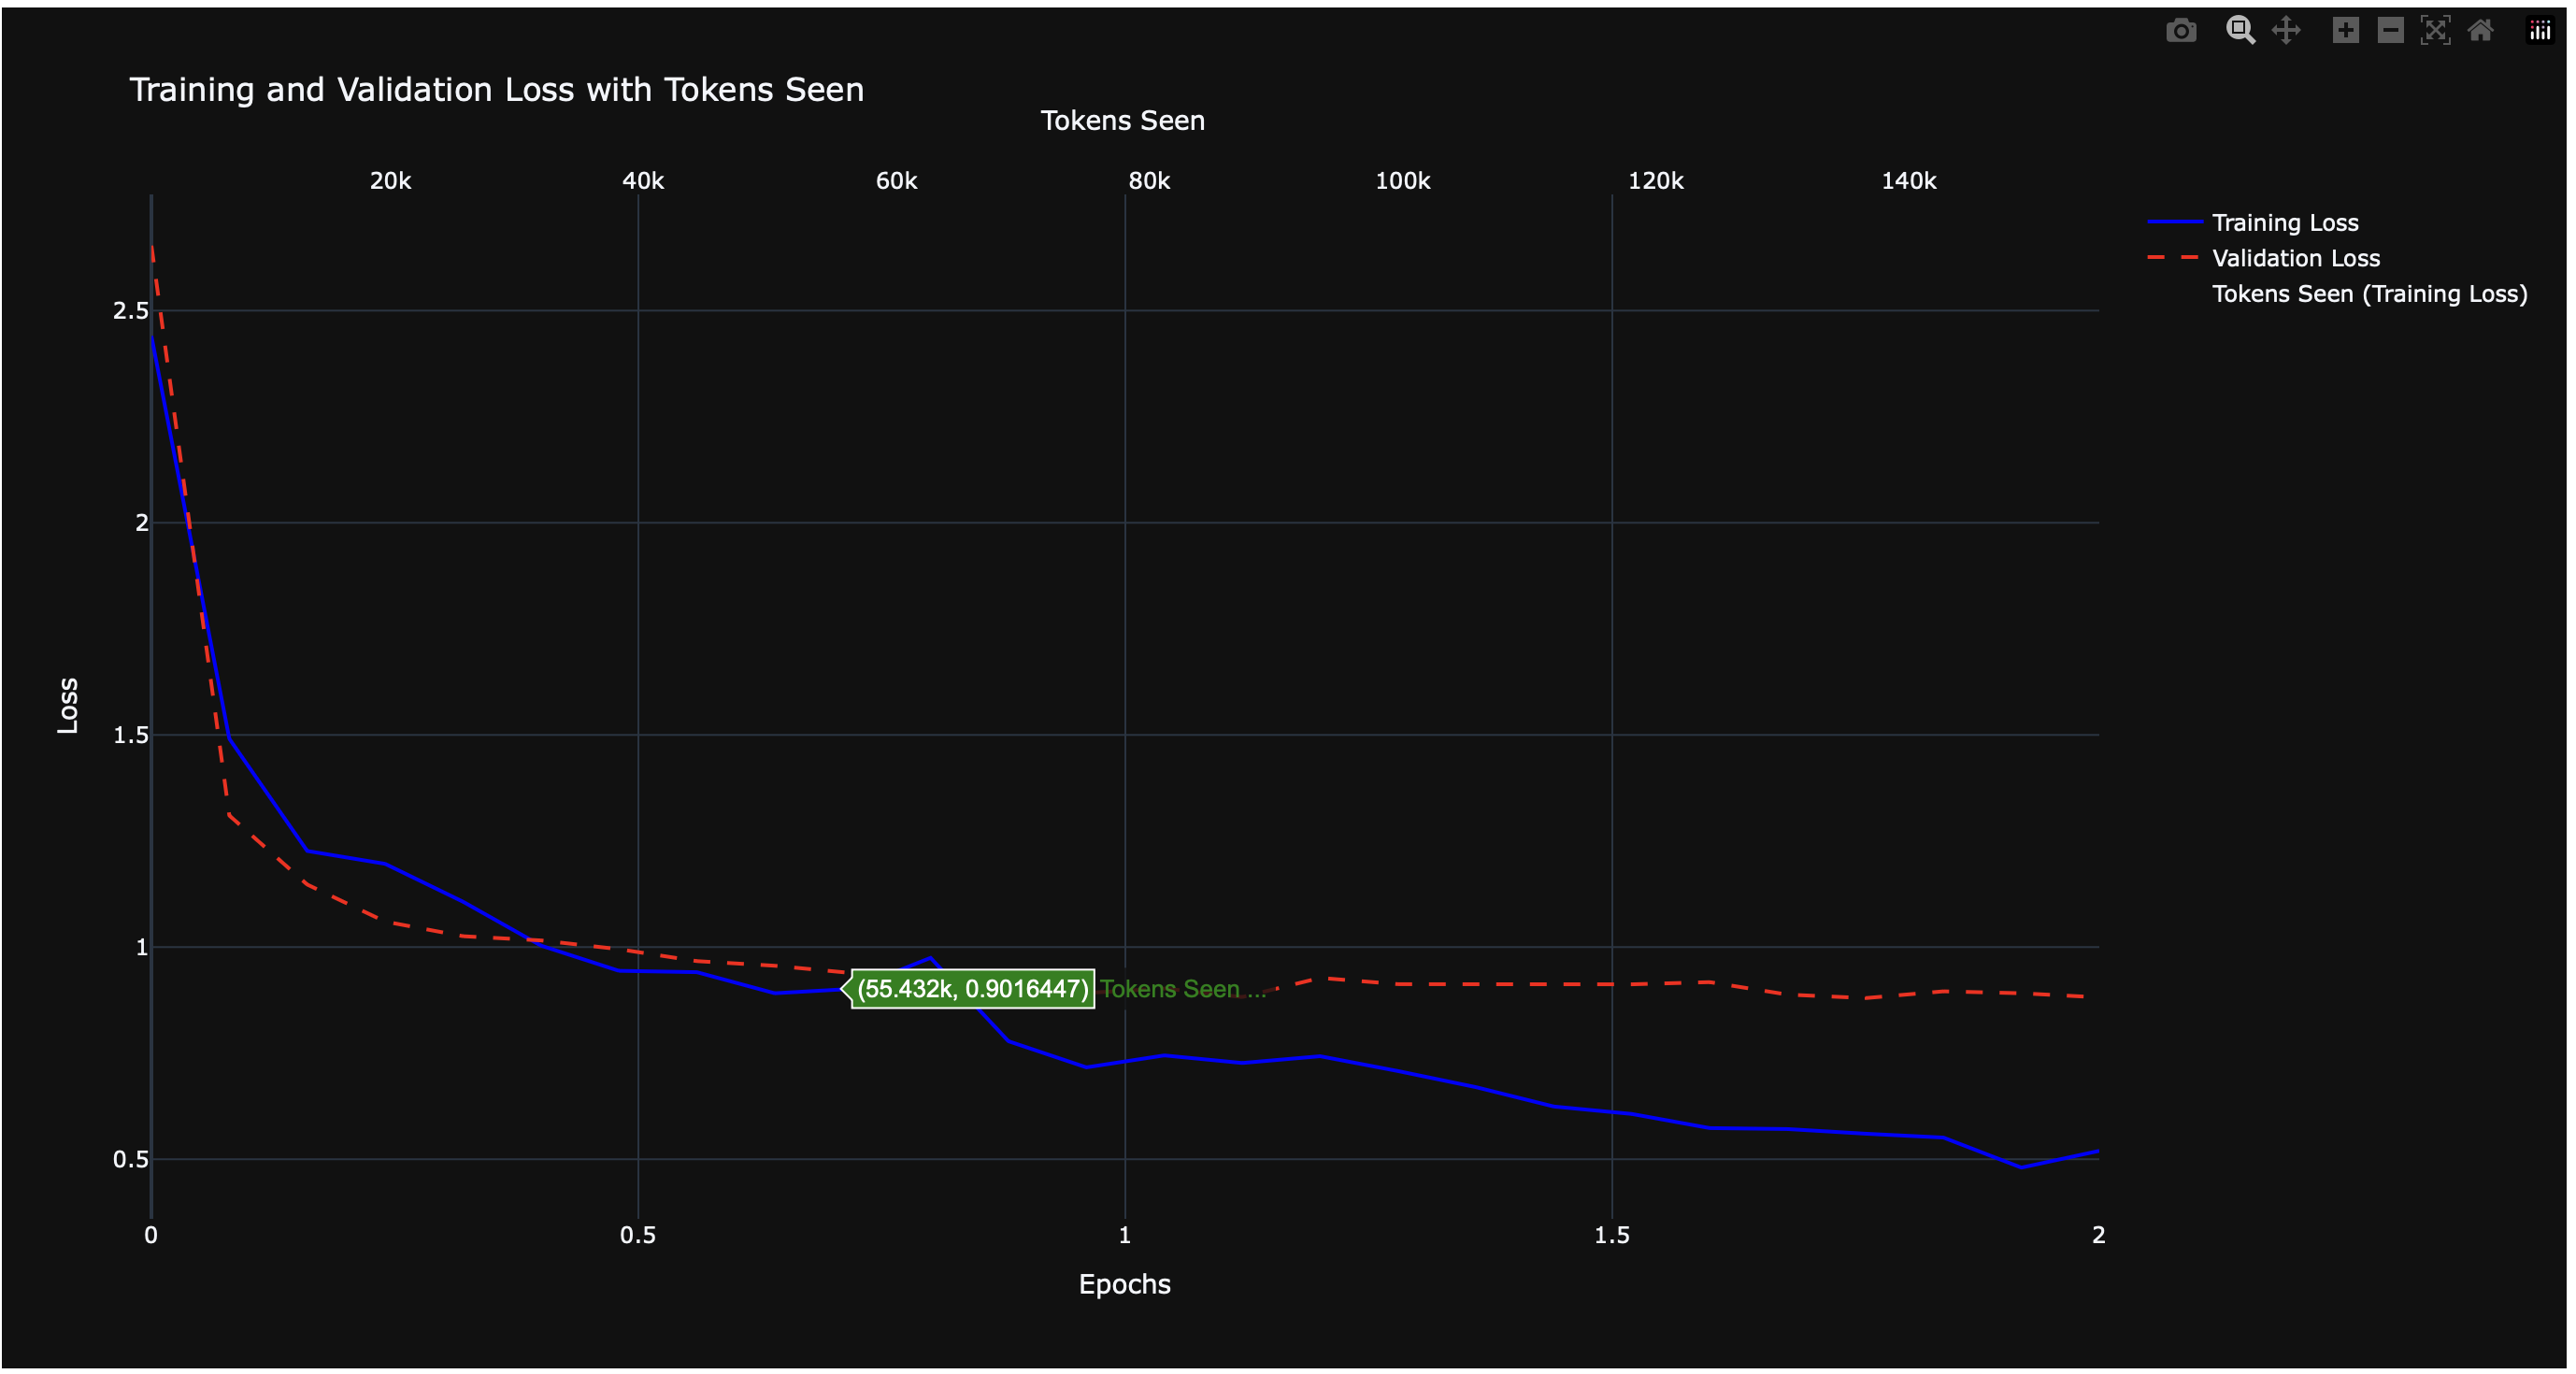 Training and Validation Loss with Tokens Seen
Tokens Seen
20k 40k 60k 80k 100k 120k 140k
Training Loss
Validation Loss
Tokens Seen (Training Loss)
2.5
2
1.5
Loss
1
(55.432k, 0.9016447) Tokens Seen ...
0.5
0 0.5 1 1.5 2
Epochs